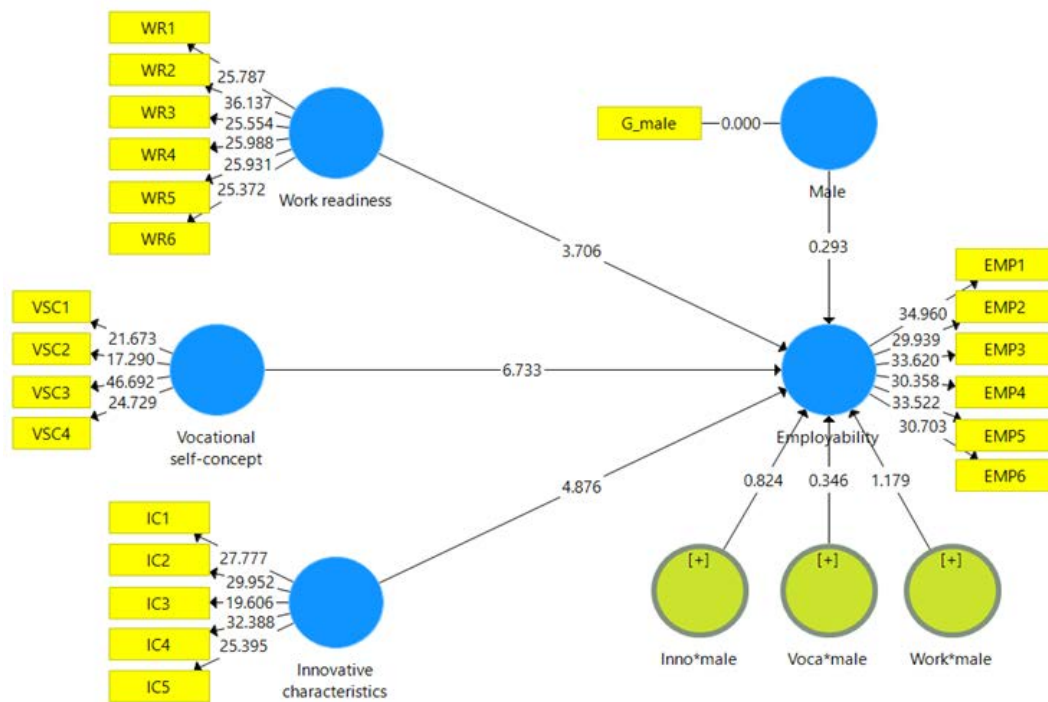 WR1
WR2
WR3
WR4
WR5
WR6
25.787
36.137
25.554
25.988
25.931
25.372
Work readiness
G_male
0.000
Male
3.706
0.293
VSC1
VSC2
VSC3
VSC4
21.673
17.290
46.692
24.729
Vocational
self-concept
6.733
Employability
EMP1
EMP2
EMP3
EMP4
EMP5
EMP6
34.960
29.939
33.620
30.358
33.522
30.703
IC1
IC2
IC3
IC4
IC5
27.777
29.952
19.606
32.388
25.395
Innovative
characteristics
4.876
0.824
0.346
1.179
[+]
[+]
[+]
Inno*male
Voca*male
Work*male